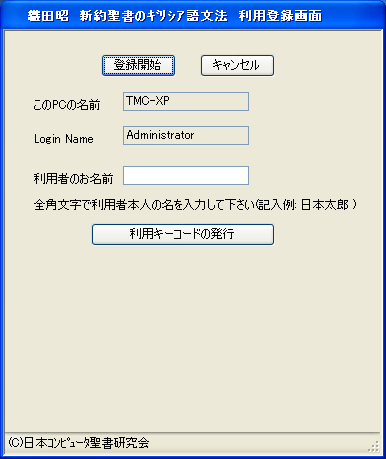 織田昭 新約聖書のｷﾞﾘｼｱ語文法 利用登録画面
登録開始 キャンセル
このPCの名前 TMC-XP
Login Name Administrator
利用者のお名前
全角文字で利用者本人の名を入力して下さい(記入例: 日本太郎 )
利用キーコードの発行
(C)日本ｺﾝﾋﾟｭｰﾀ聖書研究会